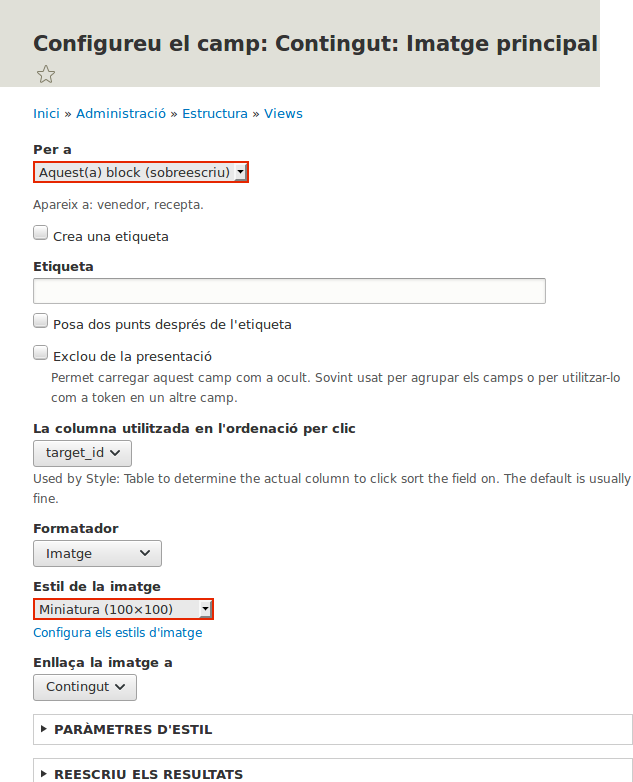 Configureu el camp: Contingut: Imatge principal
Inici » Administració » Estructura » Views
Per a
Aquest(a) block (sobreescriu)
Apareix a: venedor, recepta.
Crea una etiqueta
Etiqueta
Posa dos punts després de l'etiqueta
Exclou de la presentació
Permet carregar aquest camp com a ocult. Sovint usat per agrupar els camps o per utilitzar-lo
com a token en un altre camp.
La columna utilitzada en l'ordenació per clic
target_id
Used by Style: Table to determine the actual column to click sort the field on. The default is usually
fine.
Formatador
Imatge
Estil de la imatge
Miniatura (100×100)
Configura els estils d'imatge
Enllaça la imatge a
Contingut
PARÀMETRES D'ESTIL
REESCRIU ELS RESULTATS